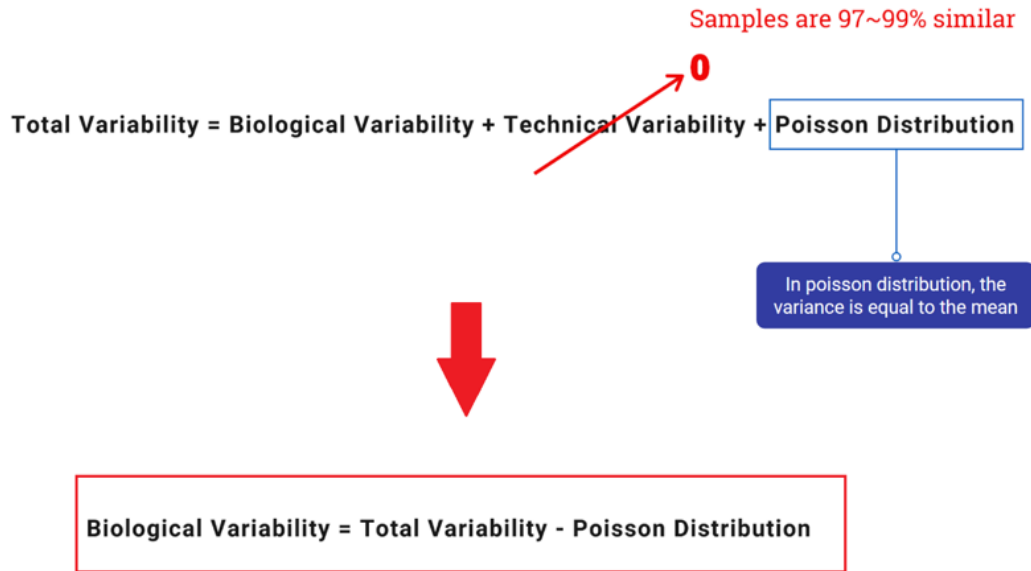 Samples are 97~99% similar
0
Total Variability = Biological Variability + Technical Variability + Poisson Distribution
In poisson distribution, the
variance is equal to the mean
Biological Variability = Total Variability - Poisson Distribution